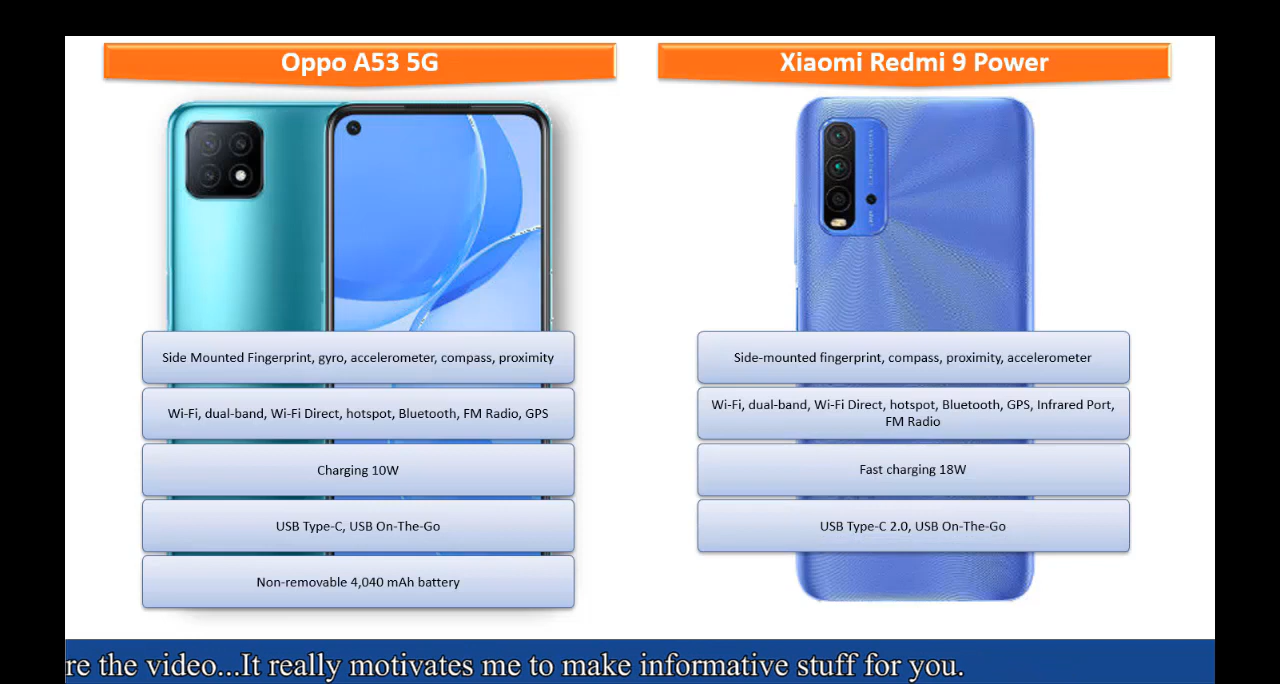 Oppo A53 5G
Side Mounted Fingerprint, gyro, accelerometer, compass, proximity
Wi-Fi, dual-band, Wi-Fi Direct, hotspot, Bluetooth, FM Radio, GPS
Charging 10W
USB Type-C, USB On-The-Go
Non-removable 4,040 mAh battery
Xiaomi Redmi 9 Power
Side-mounted fingerprint, compass, proximity, accelerometer
Wi-Fi, dual-band, Wi-Fi Direct, hotspot, Bluetooth, GPS, Infrared Port,
FM Radio
Fast charging 18W
USB Type-C 2.0, USB On-The-Go
re the video...It really motivates me to make informative stuff for you.